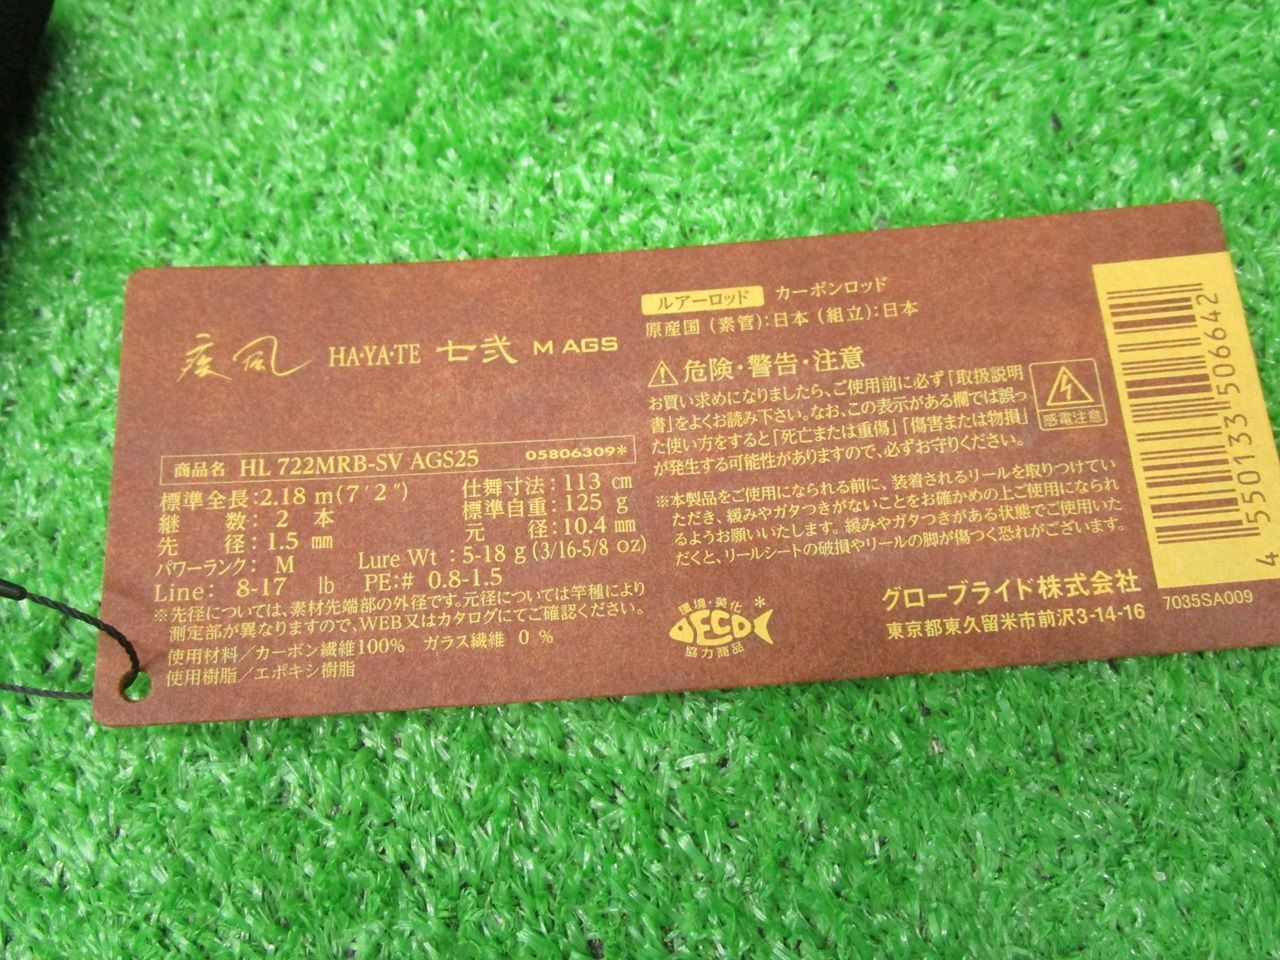 疾風 HA・YA・TE 七弐 M AGS
商品名 HL 722MRB-SV AGS25 05806309*
標準全長:2.18 m(7′2″) 仕舞寸法:113 cm
継 数:2 本 標準自重:125 g
先 径:1.5 mm 元 径:10.4 mm
パワーランク: M Lure Wt :5-18 g (3/16-5/8 oz)
Line: 8-17 lb PE:# 0.8-1.5
※先径については、素材先端部の外径です。元径については竿種により
測定部が異なりますので、WEB又はカタログにてご確認ください。
使用材料/カーボン繊維100% ガラス繊維 0 %
使用樹脂/エポキシ樹脂
ルアーロッド カーボンロッド
原産国(素管):日本(組立):日本
危険・警告・注意
お買い求めになりましたら、ご使用前に必ず「取扱説明
書」をよくお読み下さい。なお、この表示がある欄では誤っ
た使い方をすると「死亡または重傷」「傷害または物損」
が発生する可能性がありますので、必ずお守りください。
感電注意
※本製品をご使用になられる前に、装着されるリールを取りつけてい
ただき、緩みやガタつきがないことをお確かめの上ご使用になられ
るようお願いいたします。緩みやガタつきがある状態でご使用いた
だくと、リールシートの破損やリールの脚が傷つく恐れがございます。
環境・美化
DECO*
協力商品
グローブライド株式会社
東京都東久留米市前沢3-14-16
7035SA009
4 550133 506642